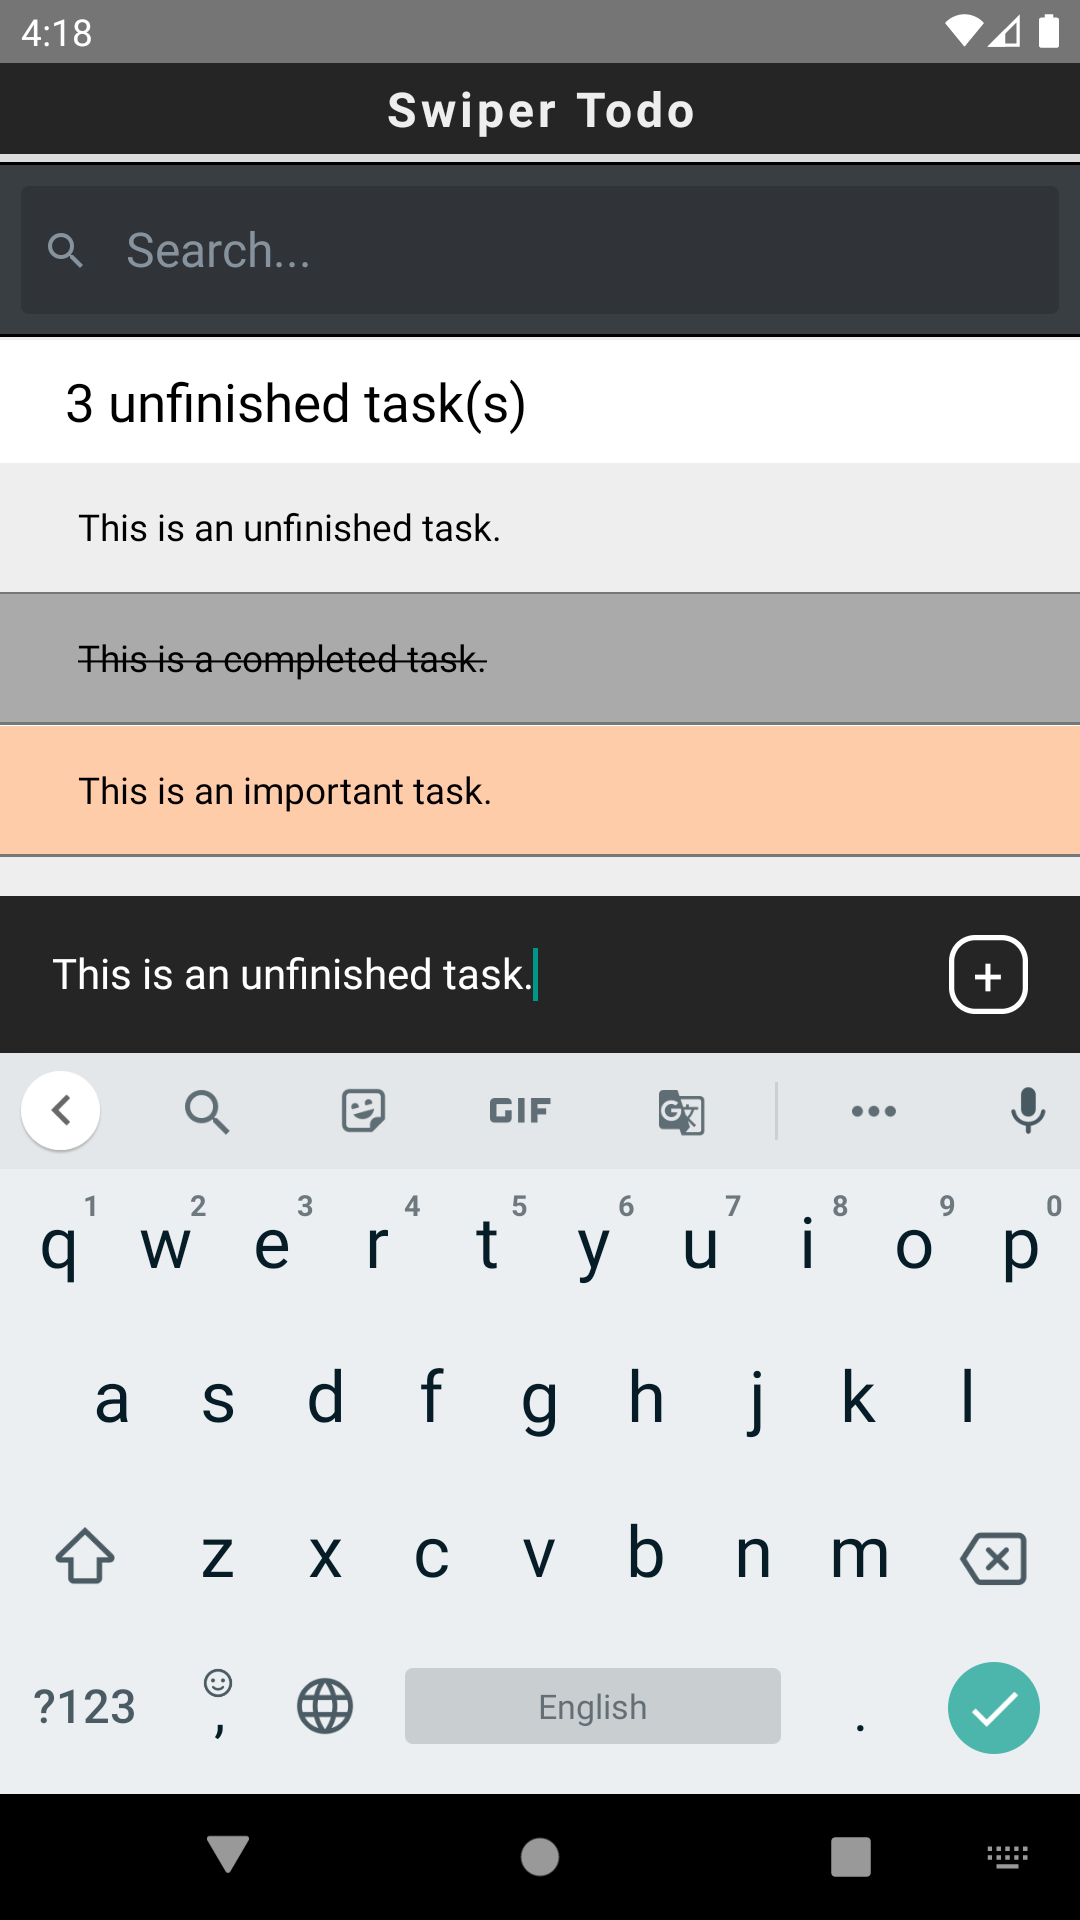 4:18
Swiper Todo
Search...
3 unfinished task(s)
This is an unfinished task.
This is a completed task.
This is an important task.
This is an unfinished task.
+
GIF
G文
1 2 3 4 5 6 7 8 9 0
q w e r t y u i o p
a s d f g h j k l
z x c v b n m
?123 , English .